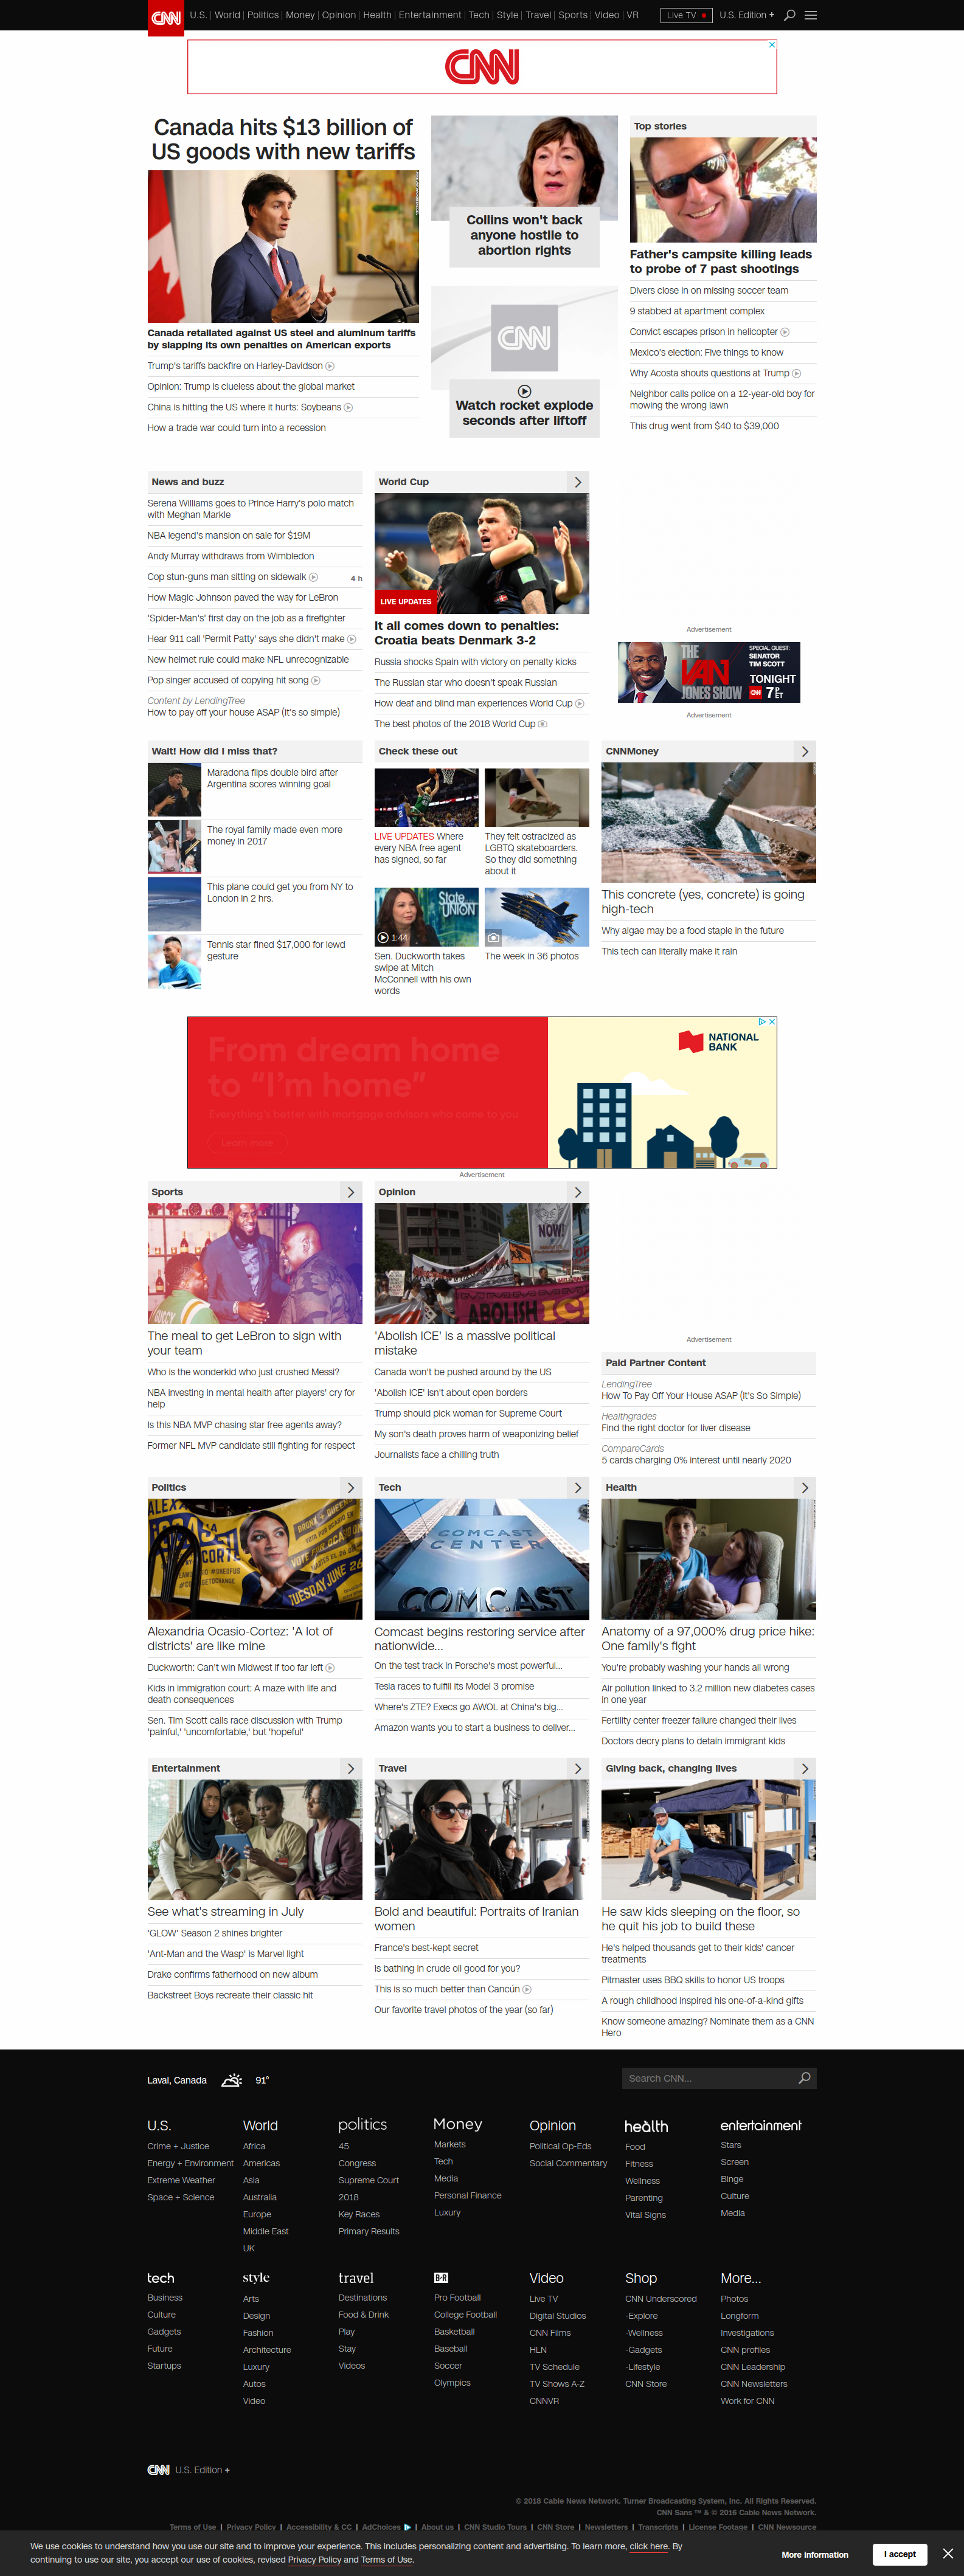 CNN
U.S. | World | Politics | Money | Opinion | Health | Entertainment | Tech | Style | Travel | Sports | Video | VR
Live TV
U.S. Edition +
CNN
Canada hits $13 billion of
US goods with new tariffs
Canada retaliated against US steel and aluminum tariffs
by slapping its own penalties on American exports
Trump's tariffs backfire on Harley-Davidson
Opinion: Trump is clueless about the global market
China is hitting the US where it hurts: Soybeans
How a trade war could turn into a recession
Collins won't back
anyone hostile to
abortion rights
CNN
Watch rocket explode
seconds after liftoff
Top stories
Father's campsite killing leads
to probe of 7 past shootings
Divers close in on missing soccer team
9 stabbed at apartment complex
Convict escapes prison in helicopter
Mexico's election: Five things to know
Why Acosta shouts questions at Trump
Neighbor calls police on a 12-year-old boy for
mowing the wrong lawn
This drug went from $40 to $39,000
News and buzz
Serena Williams goes to Prince Harry's polo match
with Meghan Markle
NBA legend's mansion on sale for $19M
Andy Murray withdraws from Wimbledon
Cop stun-guns man sitting on sidewalk
4 h
How Magic Johnson paved the way for LeBron
'Spider-Man's' first day on the job as a firefighter
Hear 911 call 'Permit Patty' says she didn't make
New helmet rule could make NFL unrecognizable
Pop singer accused of copying hit song
Content by LendingTree
How to pay off your house ASAP (it's so simple)
World Cup
LIVE UPDATES
It all comes down to penalties:
Croatia beats Denmark 3-2
Russia shocks Spain with victory on penalty kicks
The Russian star who doesn't speak Russian
How deaf and blind man experiences World Cup
The best photos of the 2018 World Cup
Advertisement
THE
VAN
JONES SHOW
SPECIAL GUEST:
SENATOR
TIM SCOTT
TONIGHT
CNN 7P ET
Advertisement
Wait! How did I miss that?
Maradona flips double bird after
Argentina scores winning goal
The royal family made even more
money in 2017
This plane could get you from NY to
London in 2 hrs.
Tennis star fined $17,000 for lewd
gesture
Check these out
LIVE UPDATES Where
every NBA free agent
has signed, so far
They felt ostracized as
LGBTQ skateboarders.
So they did something
about it
State
UNION
1:44
Sen. Duckworth takes
swipe at Mitch
McConnell with his own
words
The week in 36 photos
CNNMoney
This concrete (yes, concrete) is going
high-tech
Why algae may be a food staple in the future
This tech can literally make it rain
From dream home
to "I'm home"
Everything's better with mortgage advisors who come to you
Learn more
NATIONAL
BANK
Advertisement
Sports
The meal to get LeBron to sign with
your team
Who is the wonderkid who just crushed Messi?
NBA investing in mental health after players' cry for
help
Is this NBA MVP chasing star free agents away?
Former NFL MVP candidate still fighting for respect
Opinion
NOW!
ABOLISH ICE
'Abolish ICE' is a massive political
mistake
Canada won't be pushed around by the US
'Abolish ICE' isn't about open borders
Trump should pick woman for Supreme Court
My son's death proves harm of weaponizing belief
Journalists face a chilling truth
Advertisement
Paid Partner Content
LendingTree
How To Pay Off Your House ASAP (It's So Simple)
Healthgrades
Find the right doctor for liver disease
CompareCards
5 cards charging 0% interest until nearly 2020
Politics
TUESDAY JUNE 26
Alexandria Ocasio-Cortez: 'A lot of
districts' are like mine
Duckworth: Can't win Midwest if too far left
Kids in immigration court: A maze with life and
death consequences
Sen. Tim Scott calls race discussion with Trump
'painful,' 'uncomfortable,' but 'hopeful'
Tech
COMCAST
CENTER
COMCAST
Comcast begins restoring service after
nationwide...
On the test track in Porsche's most powerful...
Tesla races to fulfill its Model 3 promise
Where's ZTE? Execs go AWOL at China's big...
Amazon wants you to start a business to deliver...
Health
Anatomy of a 97,000% drug price hike:
One family's fight
You're probably washing your hands all wrong
Air pollution linked to 3.2 million new diabetes cases
in one year
Fertility center freezer failure changed their lives
Doctors decry plans to detain immigrant kids
Entertainment
See what's streaming in July
'GLOW' Season 2 shines brighter
'Ant-Man and the Wasp' is Marvel light
Drake confirms fatherhood on new album
Backstreet Boys recreate their classic hit
Travel
Bold and beautiful: Portraits of Iranian
women
France's best-kept secret
Is bathing in crude oil good for you?
This is so much better than Cancún
Our favorite travel photos of the year (so far)
Giving back, changing lives
He saw kids sleeping on the floor, so
he quit his job to build these
He's helped thousands get to their kids' cancer
treatments
Pitmaster uses BBQ skills to honor US troops
A rough childhood inspired his one-of-a-kind gifts
Know someone amazing? Nominate them as a CNN
Hero
Laval, Canada
91°
Search CNN...
U.S.
Crime + Justice
Energy + Environment
Extreme Weather
Space + Science
World
Africa
Americas
Asia
Australia
Europe
Middle East
UK
politics
45
Congress
Supreme Court
2018
Key Races
Primary Results
Money
Markets
Tech
Media
Personal Finance
Luxury
Opinion
Political Op-Eds
Social Commentary
health
Food
Fitness
Wellness
Parenting
Vital Signs
entertainment
Stars
Screen
Binge
Culture
Media
tech
Business
Culture
Gadgets
Future
Startups
style
Arts
Design
Fashion
Architecture
Luxury
Autos
Video
travel
Destinations
Food & Drink
Play
Stay
Videos
B/R
Pro Football
College Football
Basketball
Baseball
Soccer
Olympics
Video
Live TV
Digital Studios
CNN Films
HLN
TV Schedule
TV Shows A-Z
CNNVR
Shop
CNN Underscored
-Explore
-Wellness
-Gadgets
-Lifestyle
CNN Store
More...
Photos
Longform
Investigations
CNN profiles
CNN Leadership
CNN Newsletters
Work for CNN
CNN U.S. Edition +
© 2018 Cable News Network. Turner Broadcasting System, Inc. All Rights Reserved.
CNN Sans ™ & © 2016 Cable News Network.
Terms of Use | Privacy Policy | Accessibility & CC | AdChoices | About us | CNN Studio Tours | CNN Store | Newsletters | Transcripts | License Footage | CNN Newsource
We use cookies to understand how you use our site and to improve your experience. This includes personalizing content and advertising. To learn more, click here. By
continuing to use our site, you accept our use of cookies, revised Privacy Policy and Terms of Use.
More Information
I accept